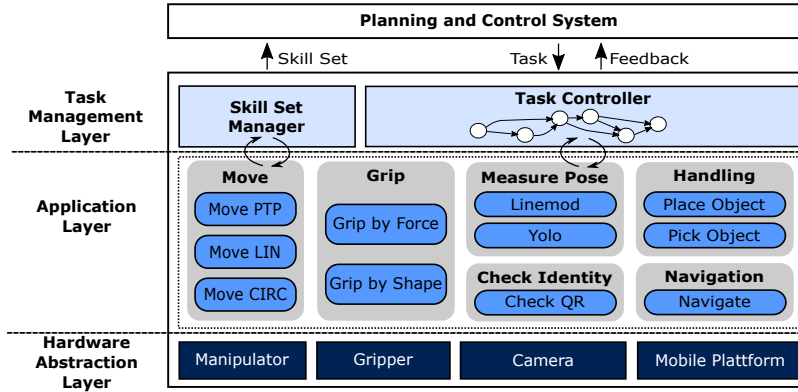 Planning and Control System
Skill Set
Task
Feedback
Task
Management
Layer
Skill Set
Manager
Task Controller
Application
Layer
Move
Move PTP
Move LIN
Move CIRC
Grip
Grip by Force
Grip by Shape
Measure Pose
Linemod
Yolo
Check Identity
Check QR
Handling
Place Object
Pick Object
Navigation
Navigate
Hardware
Abstraction
Layer
Manipulator
Gripper
Camera
Mobile Plattform